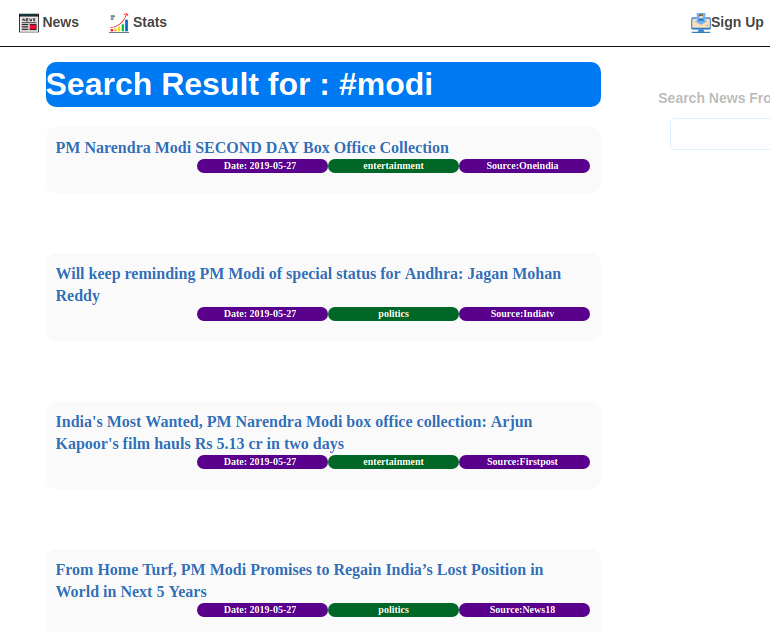 News Stats Sign Up
Search Result for : #modi
Search News Fro
PM Narendra Modi SECOND DAY Box Office Collection
Date: 2019-05-27 entertainment Source:Oneindia
Will keep reminding PM Modi of special status for Andhra: Jagan Mohan
Reddy
Date: 2019-05-27 politics Source:Indiatv
India's Most Wanted, PM Narendra Modi box office collection: Arjun
Kapoor's film hauls Rs 5.13 cr in two days
Date: 2019-05-27 entertainment Source:Firstpost
From Home Turf, PM Modi Promises to Regain India’s Lost Position in
World in Next 5 Years
Date: 2019-05-27 politics Source:News18